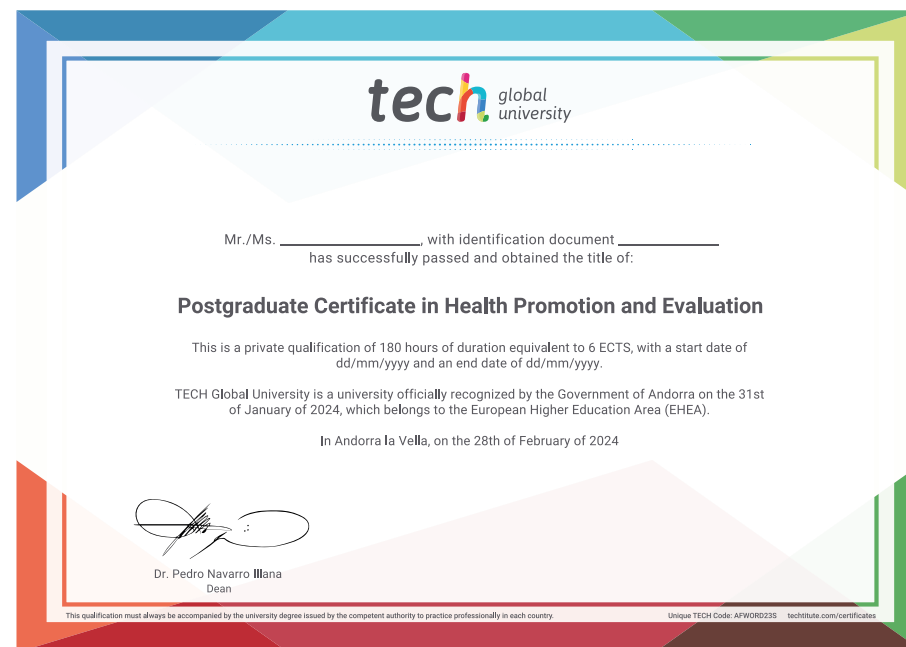 tech global
university
Mr./Ms. ____________, with identification document ____________
has successfully passed and obtained the title of:
Postgraduate Certificate in Health Promotion and Evaluation
This is a private qualification of 180 hours of duration equivalent to 6 ECTS, with a start date of
dd/mm/yyyy and an end date of dd/mm/yyyy.
TECH Global University is a university officially recognized by the Government of Andorra on the 31st
of January of 2024, which belongs to the European Higher Education Area (EHEA).
In Andorra la Vella, on the 28th of February of 2024
Dr. Pedro Navarro Illana
Dean
This qualification must always be accompanied by the university degree issued by the competent authority to practice professionally in each country.
Unique TECH Code: AFWORD23S techtitute.com/certificates